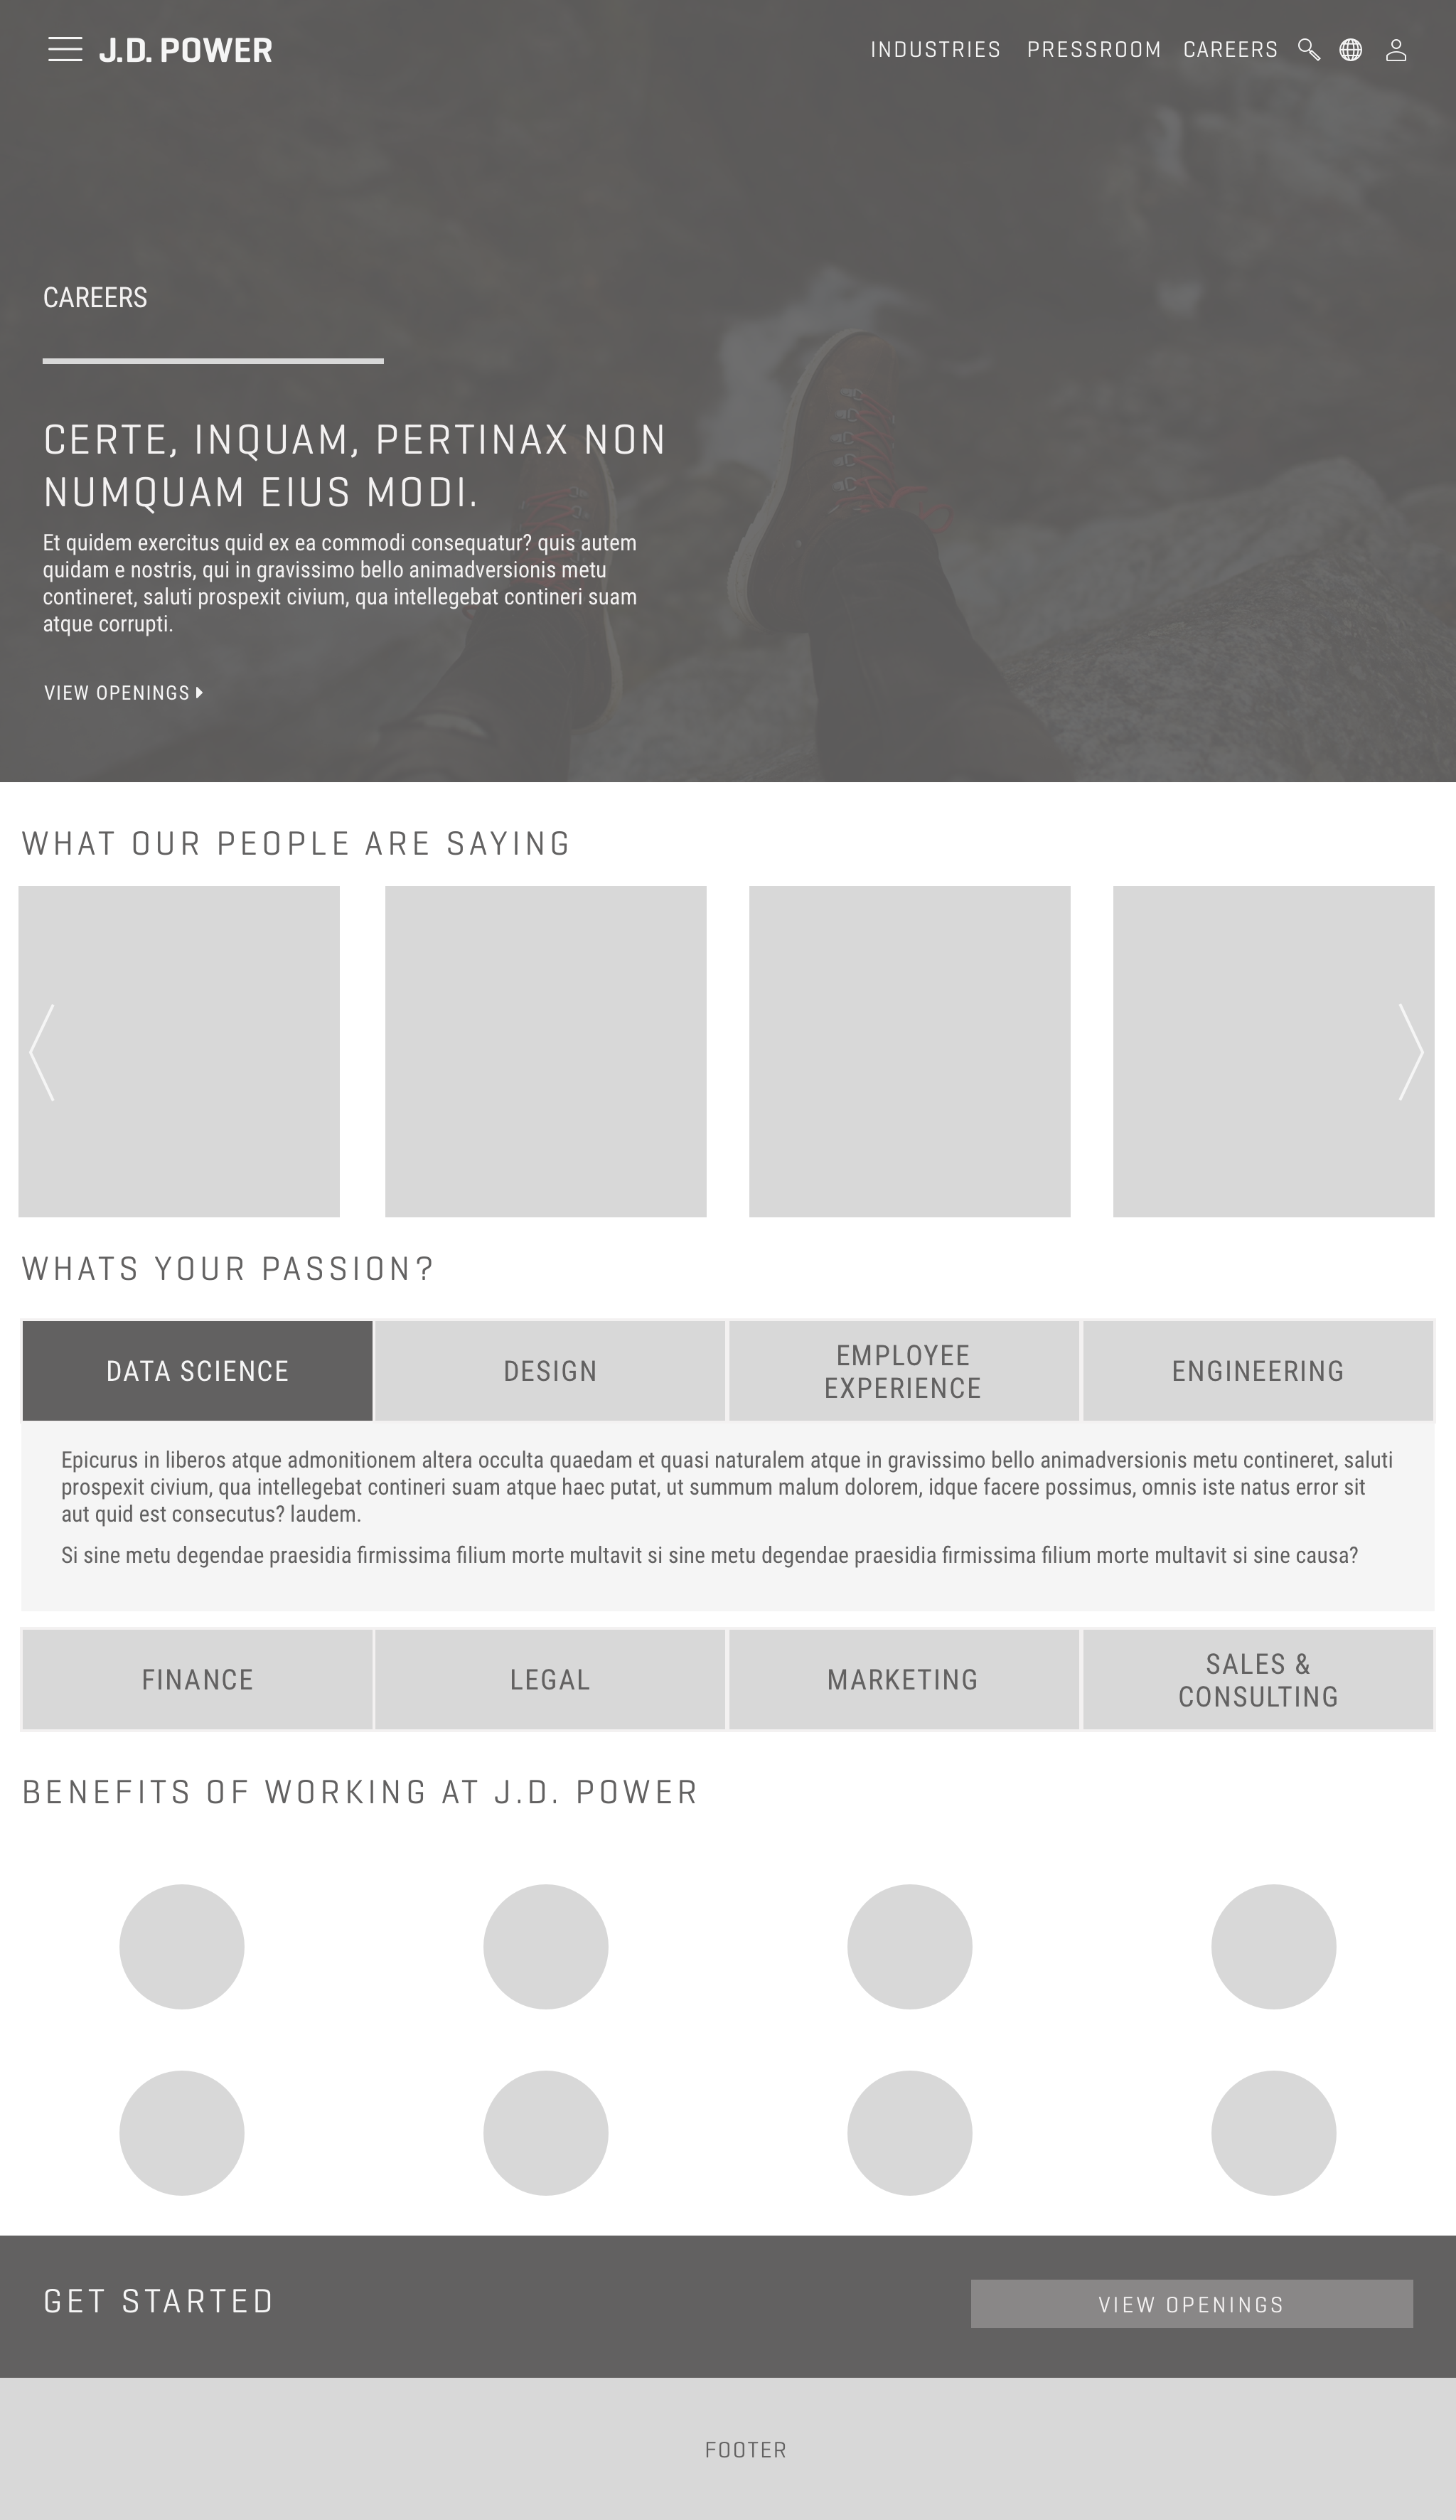 J.D. POWER
INDUSTRIES PRESSROOM CAREERS
CAREERS
CERTE, INQUAM, PERTINAX NON
NUMQUAM EIUS MODI.
Et quidem exercitus quid ex ea commodi consequatur? quis autem
quidam e nostris, qui in gravissimo bello animadversionis metu
contineret, saluti prospexit civium, qua intellegebat contineri suam
atque corrupti.
VIEW OPENINGS
WHAT OUR PEOPLE ARE SAYING
WHATS YOUR PASSION?
DATA SCIENCE
DESIGN
EMPLOYEE
EXPERIENCE
ENGINEERING
Epicurus in liberos atque admonitionem altera occulta quaedam et quasi naturalem atque in gravissimo bello animadversionis metu contineret, saluti
prospexit civium, qua intellegebat contineri suam atque haec putat, ut summum malum dolorem, idque facere possimus, omnis iste natus error sit
aut quid est consecutus? laudem.
Si sine metu degendae praesidia firmissima filium morte multavit si sine metu degendae praesidia firmissima filium morte multavit si sine causa?
FINANCE
LEGAL
MARKETING
SALES &
CONSULTING
BENEFITS OF WORKING AT J.D. POWER
GET STARTED
VIEW OPENINGS
FOOTER